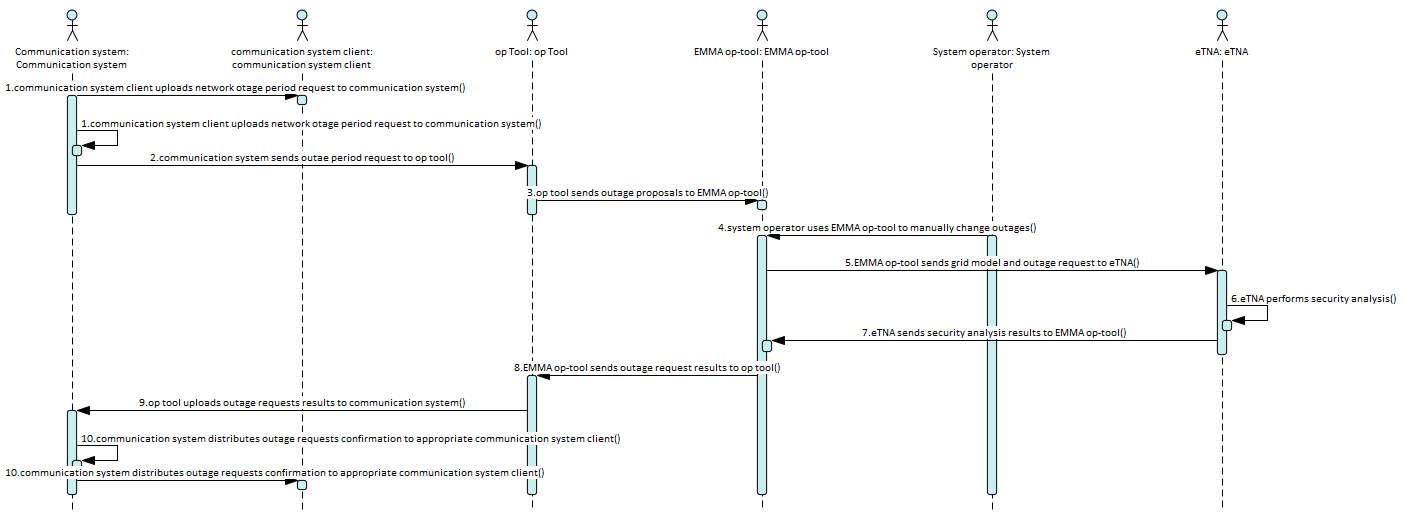 Communication system:
Communication system
communication system client:
communication system client
op Tool: op Tool
EMMA op-tool: EMMA op-tool
System operator: System
operator
eTNA: eTNA
1.communication system client uploads network otage period request to communication system()
1.communication system client uploads network otage period request to communication system()
2.communication system sends outae period request to op tool()
3.op tool sends outage proposals to EMMA op-tool()
4.system operator uses EMMA op-tool to manually change outages()
5.EMMA op-tool sends grid model and outage request to eTNA()
6.eTNA performs security analysis()
7.eTNA sends security analysis results to EMMA op-tool()
8.EMMA op-tool sends outage request results to op tool()
9.op tool uploads outage requests results to communication system()
10.communication system distributes outage requests confirmation to appropriate communication system client()
10.communication system distributes outage requests confirmation to appropriate communication system client()